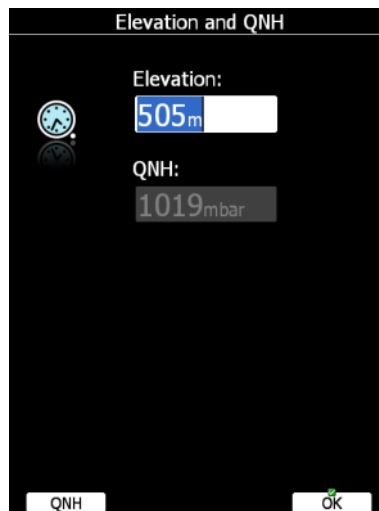 Elevation and QNH
Elevation:
505m
QNH:
1019mbar
QNH
OK